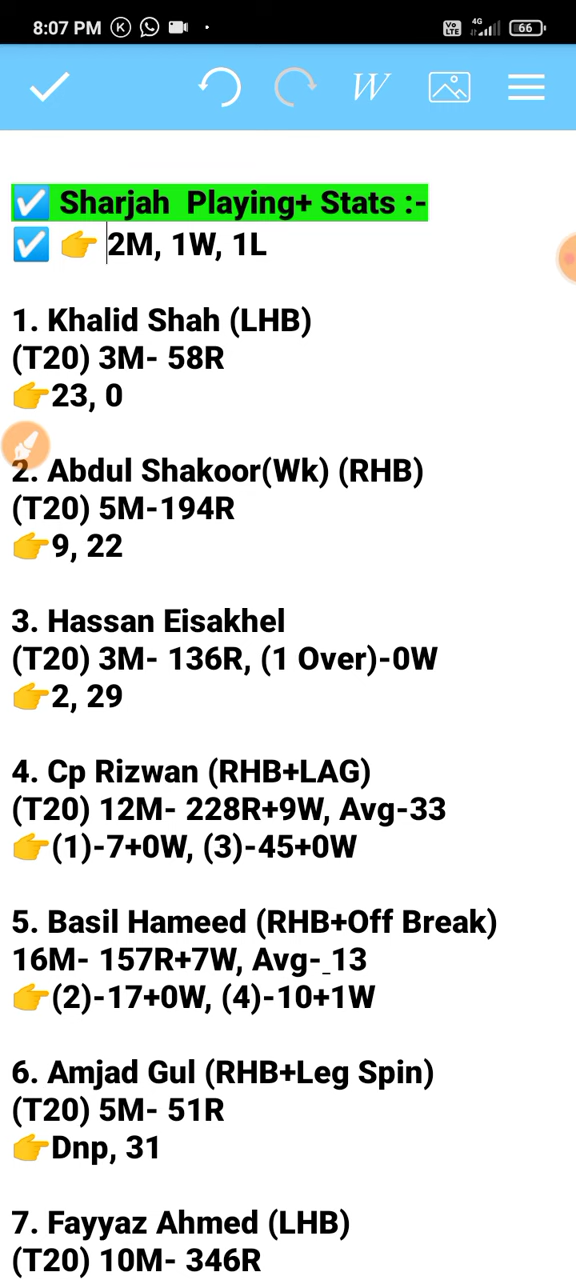 8:07 PM K
Vo LTE 4G 66
W
✅ Sharjah Playing+ Stats :-
✅ 👉 2M, 1W, 1L
1. Khalid Shah (LHB)
(T20) 3M- 58R
👉23, 0
2. Abdul Shakoor(Wk) (RHB)
(T20) 5M-194R
👉9, 22
3. Hassan Eisakhel
(T20) 3M- 136R, (1 Over)-0W
👉2, 29
4. Cp Rizwan (RHB+LAG)
(T20) 12M- 228R+9W, Avg-33
👉(1)-7+0W, (3)-45+0W
5. Basil Hameed (RHB+Off Break)
16M- 157R+7W, Avg-_13
👉(2)-17+0W, (4)-10+1W
6. Amjad Gul (RHB+Leg Spin)
(T20) 5M- 51R
👉Dnp, 31
7. Fayyaz Ahmed (LHB)
(T20) 10M- 346R